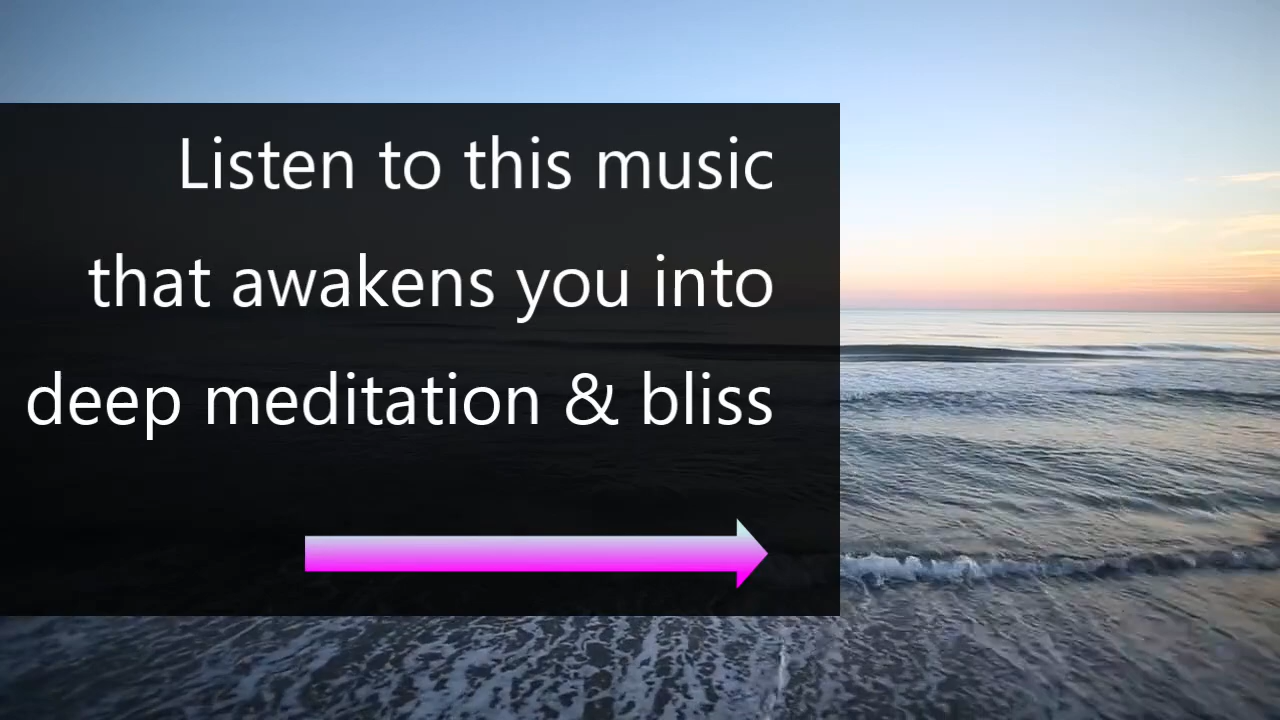 Listen to this music
that awakens you into
deep meditation & bliss